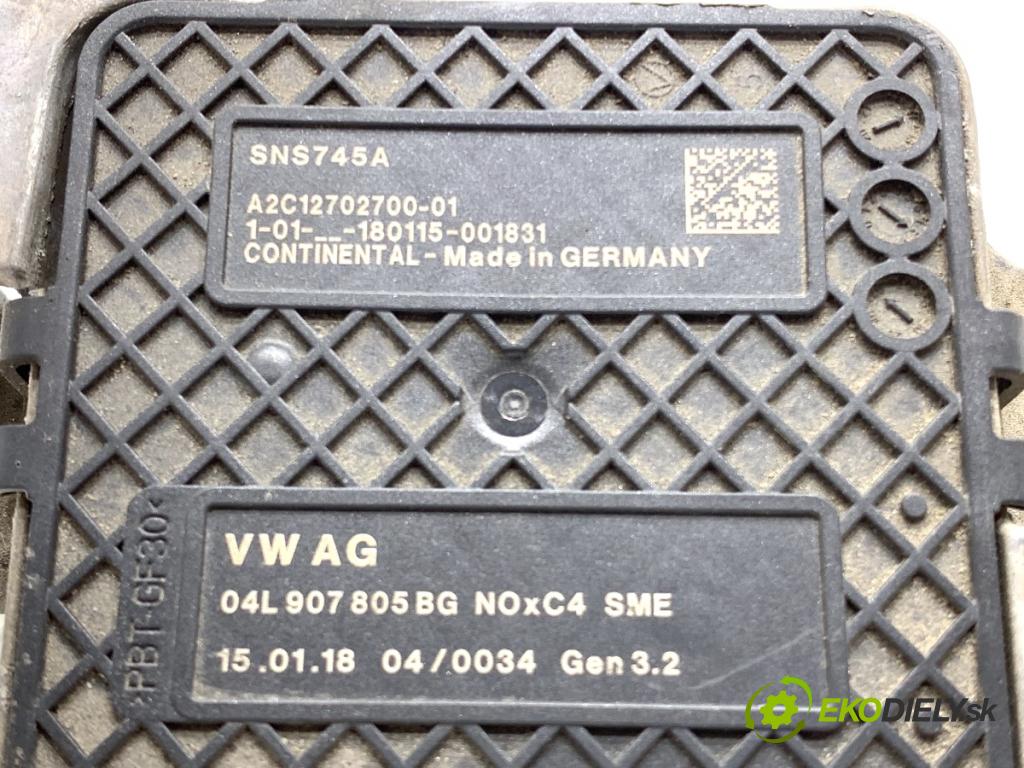 SNS745A
A2C12702700-01
1-01-__-180115-001831
CONTINENTAL - Made in GERMANY
>PBT-GF30<
VW AG
04L 907 805 BG NOxC4 SME
15.01.18 04/0034 Gen 3.2
EKODIELY.sk